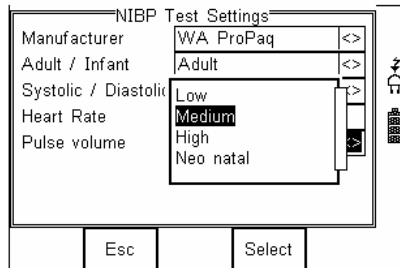 NIBP Test Settings
Manufacturer WA ProPaq <>
Adult / Infant Adult <>
Systolic / Diastolic <>
Low
Heart Rate Medium
Pulse volume High <>
Neo natal
Esc Select